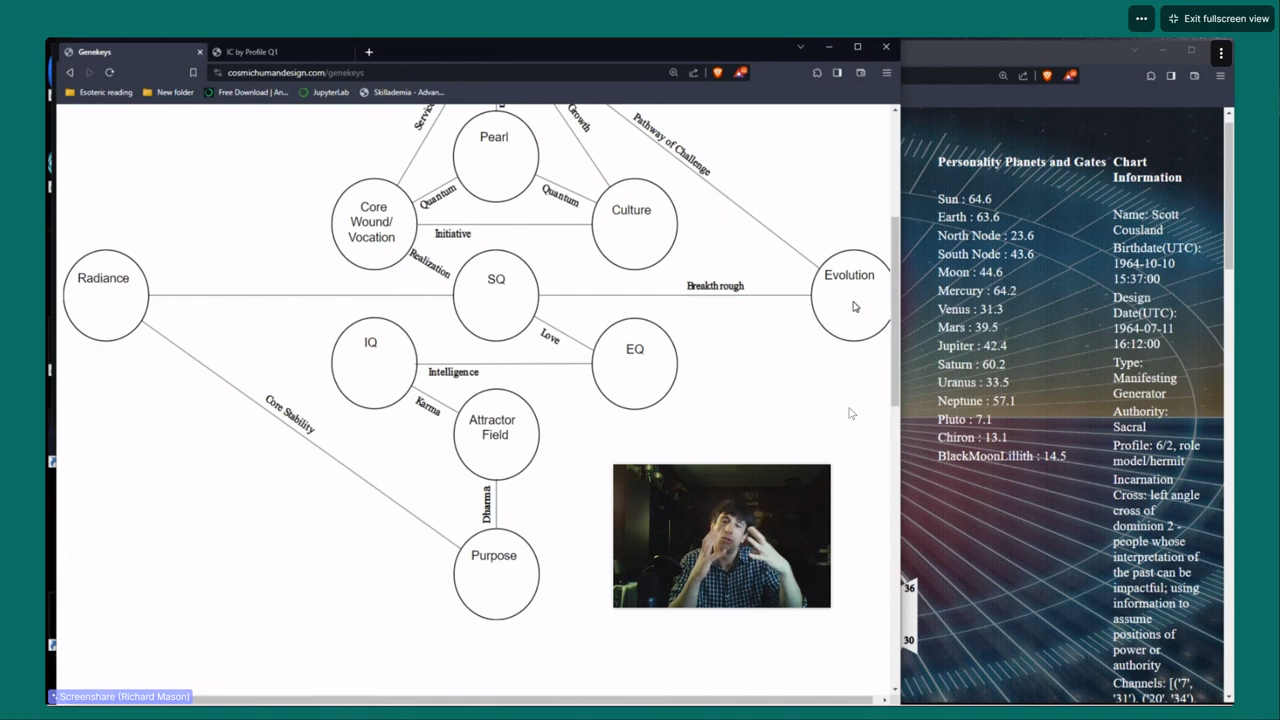 Exit fullscreen view
Genekeys
IC by Profile Q1
cosmichumandesign.com/genekeys
Esoteric reading
New folder
Free Download | An...
JupyterLab
Skillademia - Advan...
Service
Growth
Pathway of Challenge
Pearl
Quantum
Quantum
Core
Wound/
Vocation
Culture
Initiative
Realization
Radiance
SQ
Breakthrough
Evolution
Love
IQ
EQ
Intelligence
Karma
Core Stability
Attractor
Field
Dharma
Purpose
Personality Planets and Gates
Sun : 64.6
Earth : 63.6
North Node : 23.6
South Node : 43.6
Moon : 44.6
Mercury : 64.2
Venus : 31.3
Mars : 39.5
Jupiter : 42.4
Saturn : 60.2
Uranus : 33.5
Neptune : 57.1
Pluto : 7.1
Chiron : 13.1
BlackMoonLillith : 14.5
Chart
Information
Name: Scott
Cousland
Birthdate(UTC):
1964-10-10
15:37:00
Design
Date(UTC):
1964-07-11
16:12:00
Type:
Manifesting
Generator
Authority:
Sacral
Profile: 6/2, role
model/hermit
Incarnation
Cross: left angle
cross of
dominion 2 -
people whose
interpretation of
the past can be
impactful; using
information to
assume
positions of
power or
authority
Channels: [('7',
'31'), ('20', '34'),
36
30
Screenshare (Richard Mason)